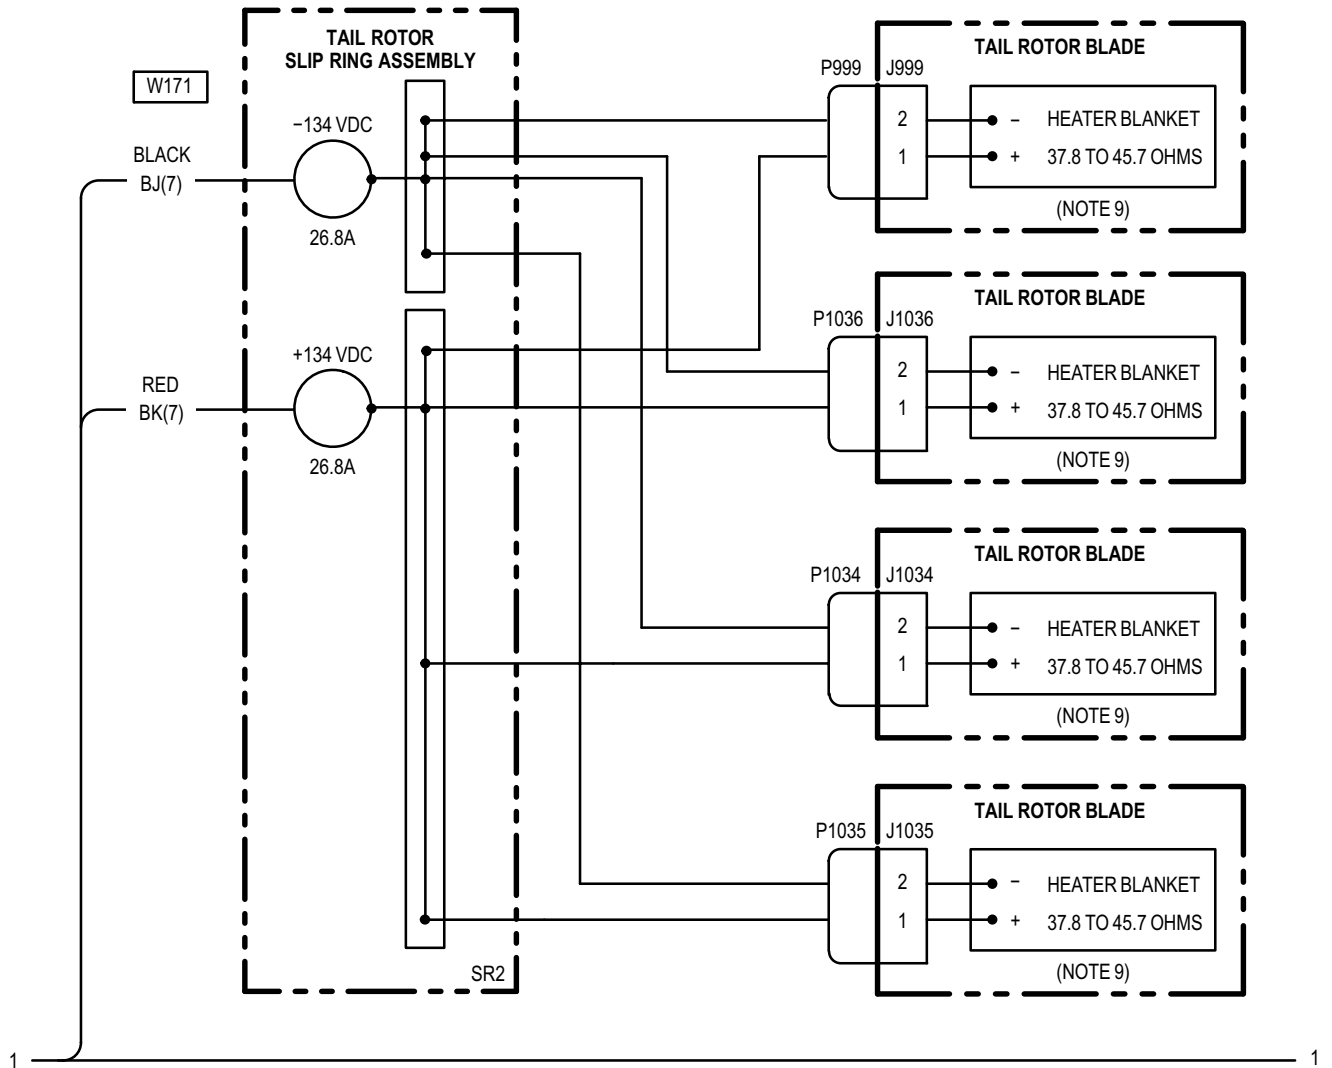 TAIL ROTOR
SLIP RING ASSEMBLY
W171
−134 VDC
BLACK
BJ(7)
26.8A
+134 VDC
RED
BK(7)
26.8A
SR2
TAIL ROTOR BLADE
P999 J999
2 − HEATER BLANKET
1 + 37.8 TO 45.7 OHMS
(NOTE 9)
TAIL ROTOR BLADE
P1036 J1036
2 − HEATER BLANKET
1 + 37.8 TO 45.7 OHMS
(NOTE 9)
TAIL ROTOR BLADE
P1034 J1034
2 − HEATER BLANKET
1 + 37.8 TO 45.7 OHMS
(NOTE 9)
TAIL ROTOR BLADE
P1035 J1035
2 − HEATER BLANKET
1 + 37.8 TO 45.7 OHMS
(NOTE 9)
1 1